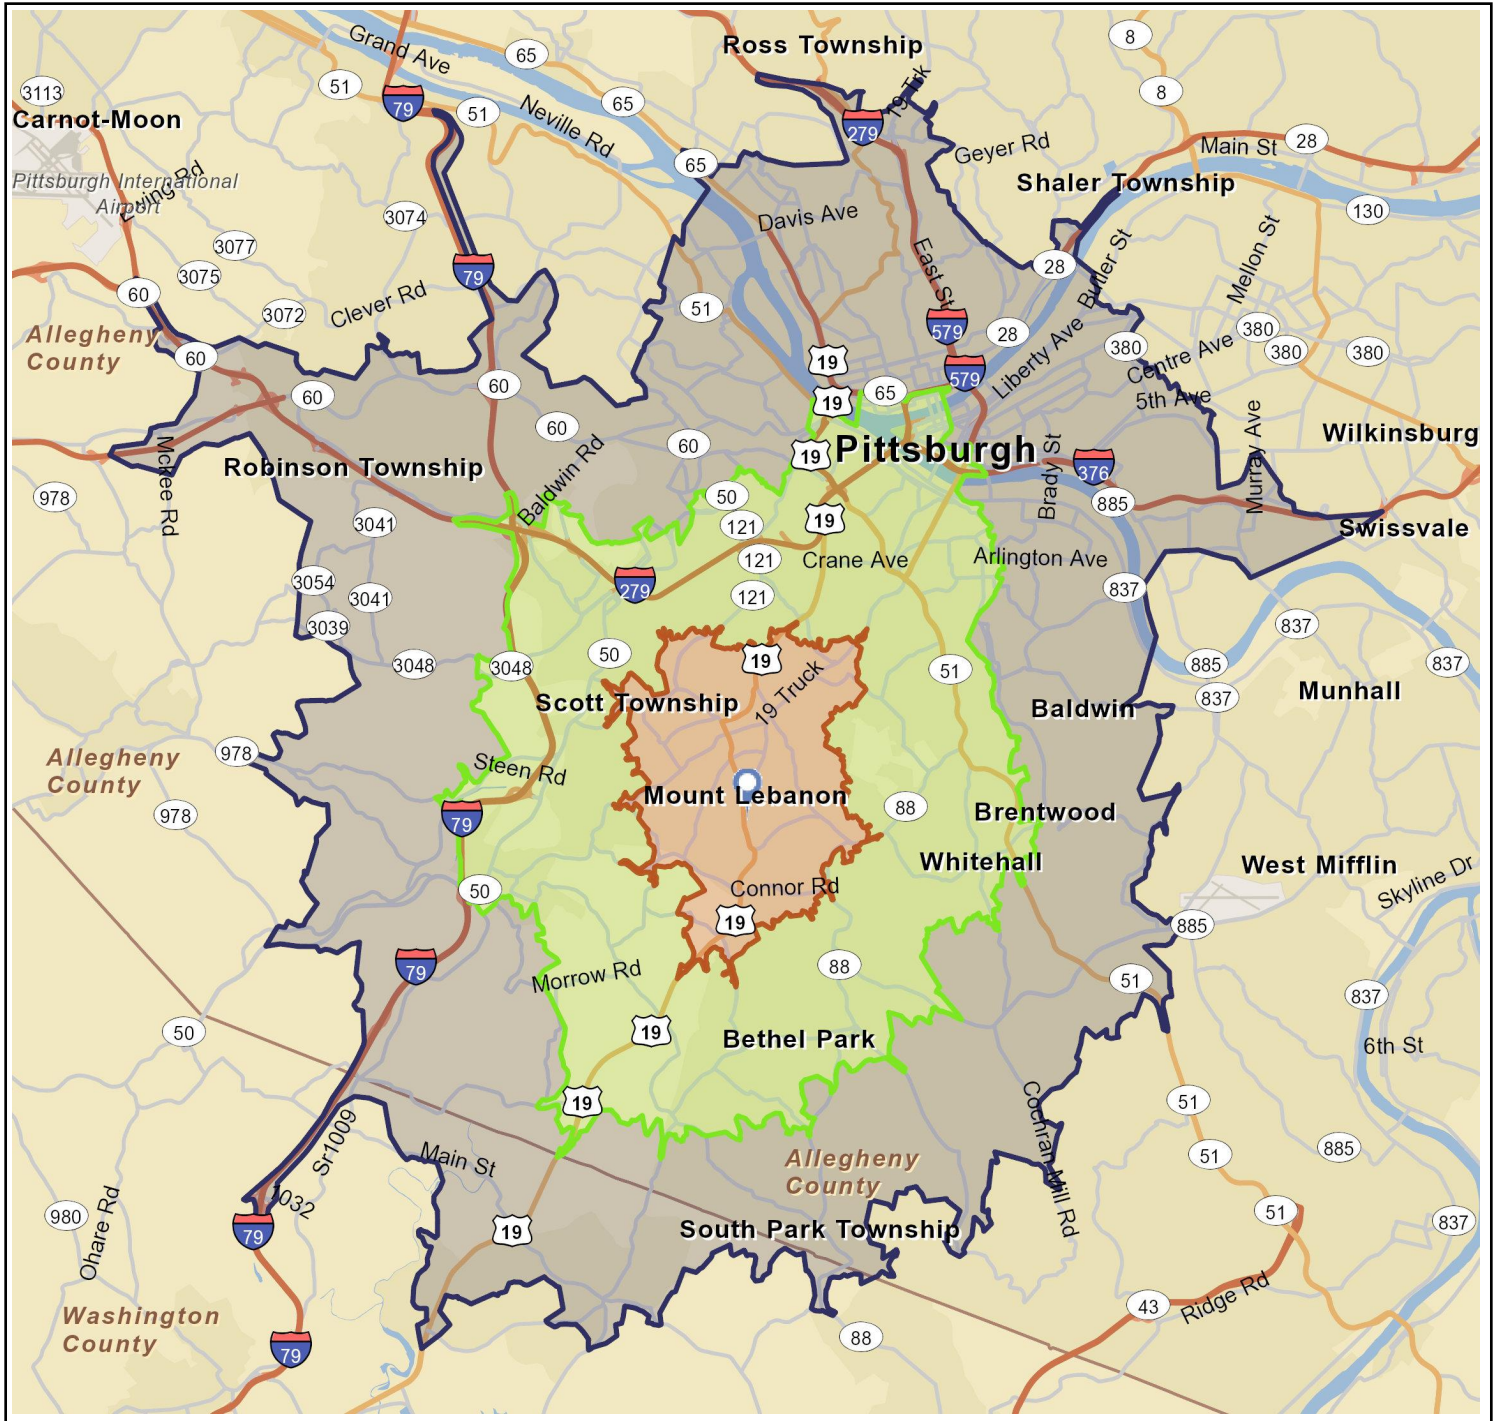 Ross Township
8
Grand Ave
65
51
3113
79
51
65
19 Trk
8
Carnot-Moon
Neville Rd
279
Geyer Rd
Main St
28
65
Pittsburgh International
Airport
Ewing Rd
Shaler Township
3074
Davis Ave
130
3077
3075
79
East St
28
Butler St
Mellon St
60
Clever Rd
51
3072
Allegheny
County
579
28
Liberty Ave
380
380
380
380
60
19
Centre Ave
60
579
65
60
19
5th Ave
60
60
Pittsburgh
Wilkinsburg
Mckee Rd
Robinson Township
Baldwin Rd
19
376
Brady St
Murray Ave
978
50
885
3041
121
19
Swissvale
121
Crane Ave
Arlington Ave
3054
279
121
837
3041
3039
837
50
19
3048
3048
51
885
837
837
Scott Township
19 Truck
Baldwin
Munhall
Allegheny
County
978
Steen Rd
Mount Lebanon
88
Brentwood
978
79
Whitehall
West Mifflin
50
Connor Rd
Skyline Dr
19
885
79
Morrow Rd
88
51
837
50
19
Bethel Park
6th St
19
51
Sr1009
Cochran Mill Rd
Main St
Allegheny
County
51
885
1032
980
Ohare Rd
79
19
South Park Township
51
837
Washington
County
43
Ridge Rd
79
88